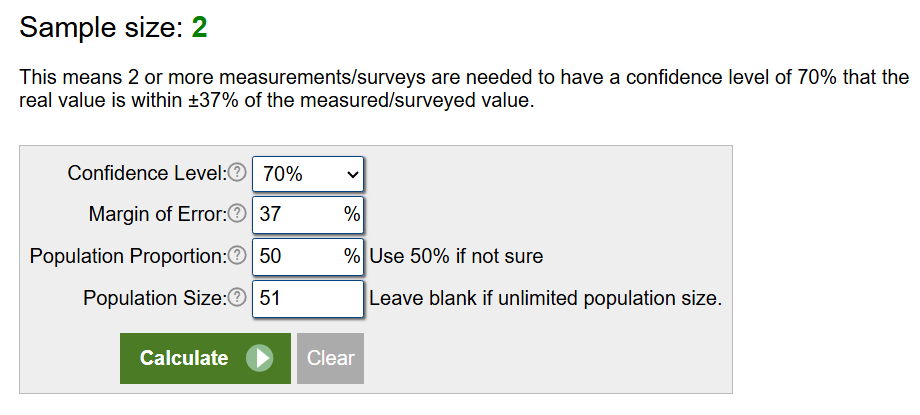 Sample size: 2
This means 2 or more measurements/surveys are needed to have a confidence level of 70% that the
real value is within ±37% of the measured/surveyed value.
Confidence Level:? 70%
Margin of Error:? 37 %
Population Proportion:? 50 % Use 50% if not sure
Population Size:? 51 Leave blank if unlimited population size.
Calculate Clear